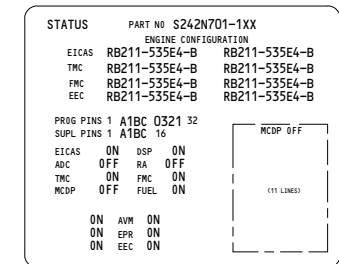 STATUS PART NO S242N701-1XX
ENGINE CONFIGURATION
EICAS RB211-535E4-B RB211-535E4-B
TMC RB211-535E4-B RB211-535E4-B
FMC RB211-535E4-B RB211-535E4-B
EEC RB211-535E4-B RB211-535E4-B
PROG PINS 1 A1BC 0321 32
SUPL PINS 1 A1BC 16
MCDP OFF
EICAS ON DSP ON
ADC OFF RA OFF
TMC ON FMC ON
MCDP OFF FUEL ON
(11 LINES)
ON AVM ON
ON EPR ON
ON EEC ON